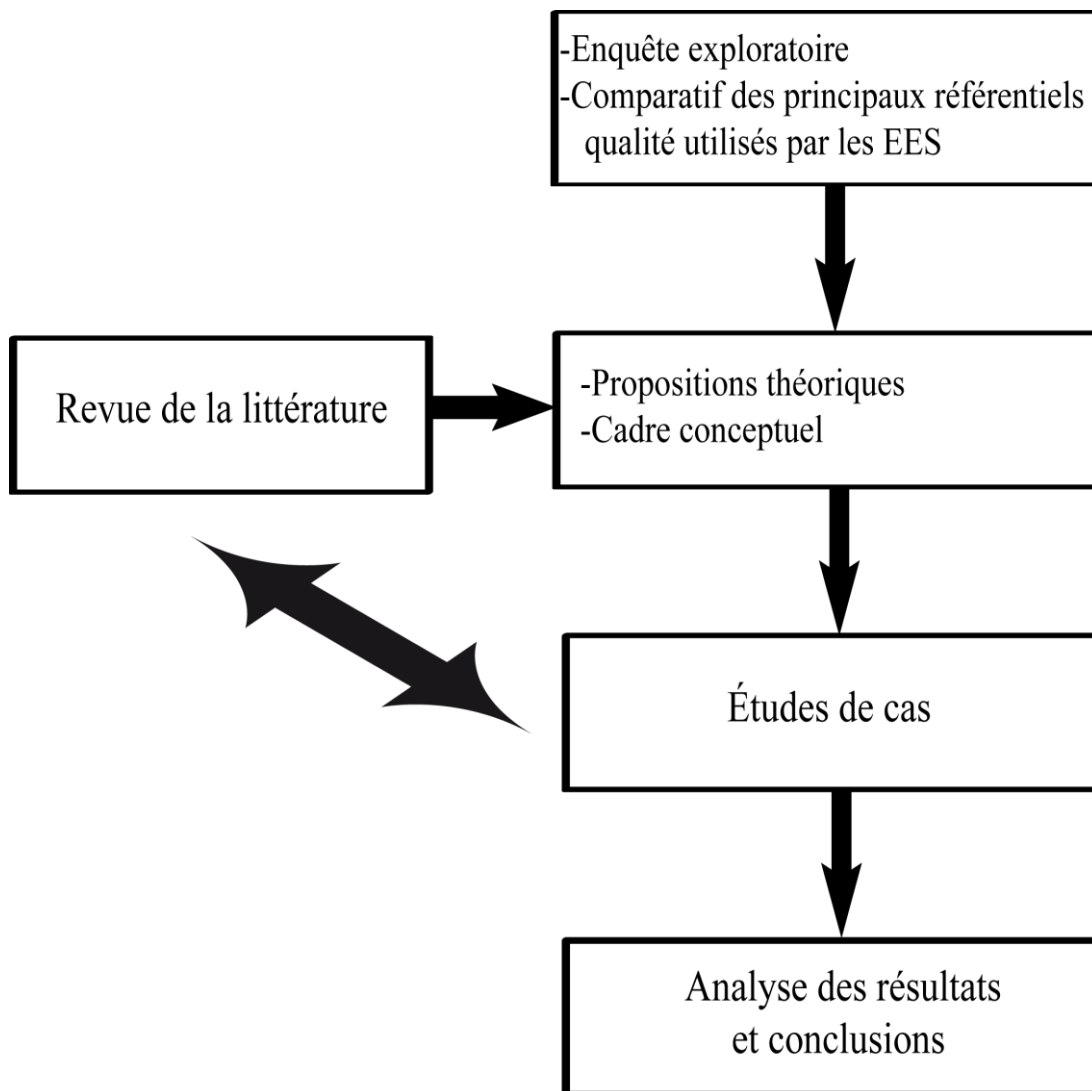 -Enquête exploratoire
-Comparatif des principaux référentiels
qualité utilisés par les EES
Revue de la littérature
-Propositions théoriques
-Cadre conceptuel
Études de cas
Analyse des résultats
et conclusions